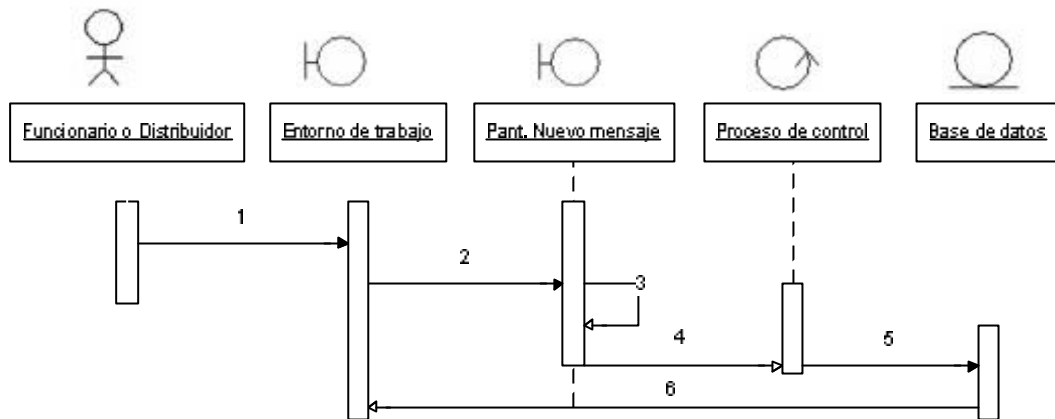 Funcionario o Distribuidor
Entorno de trabajo
Pant. Nuevo mensaje
Proceso de control
Base de datos
1
2
3
4
5
6